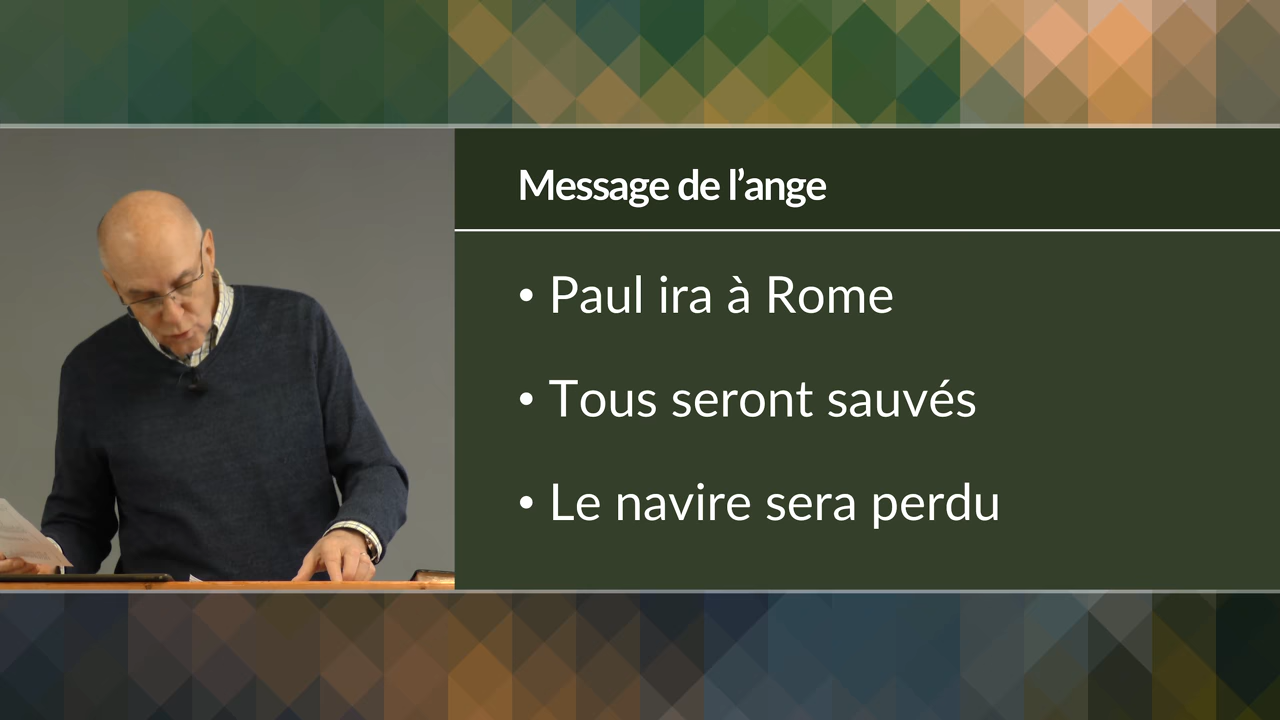 Message de l’ange
• Paul ira à Rome
• Tous seront sauvés
• Le navire sera perdu